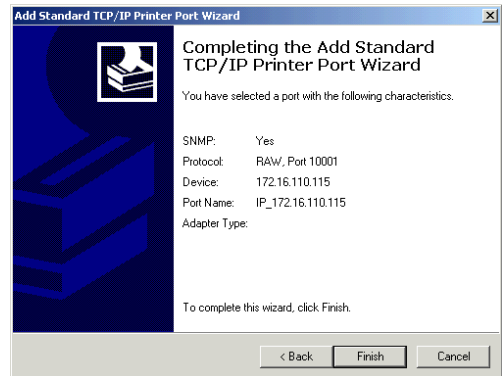 Add Standard TCP/IP Printer Port Wizard
Completing the Add Standard
TCP/IP Printer Port Wizard
You have selected a port with the following characteristics.
SNMP: Yes
Protocol: RAW, Port 10001
Device: 172.16.110.115
Port Name: IP_172.16.110.115
Adapter Type:
To complete this wizard, click Finish.
< Back Finish Cancel